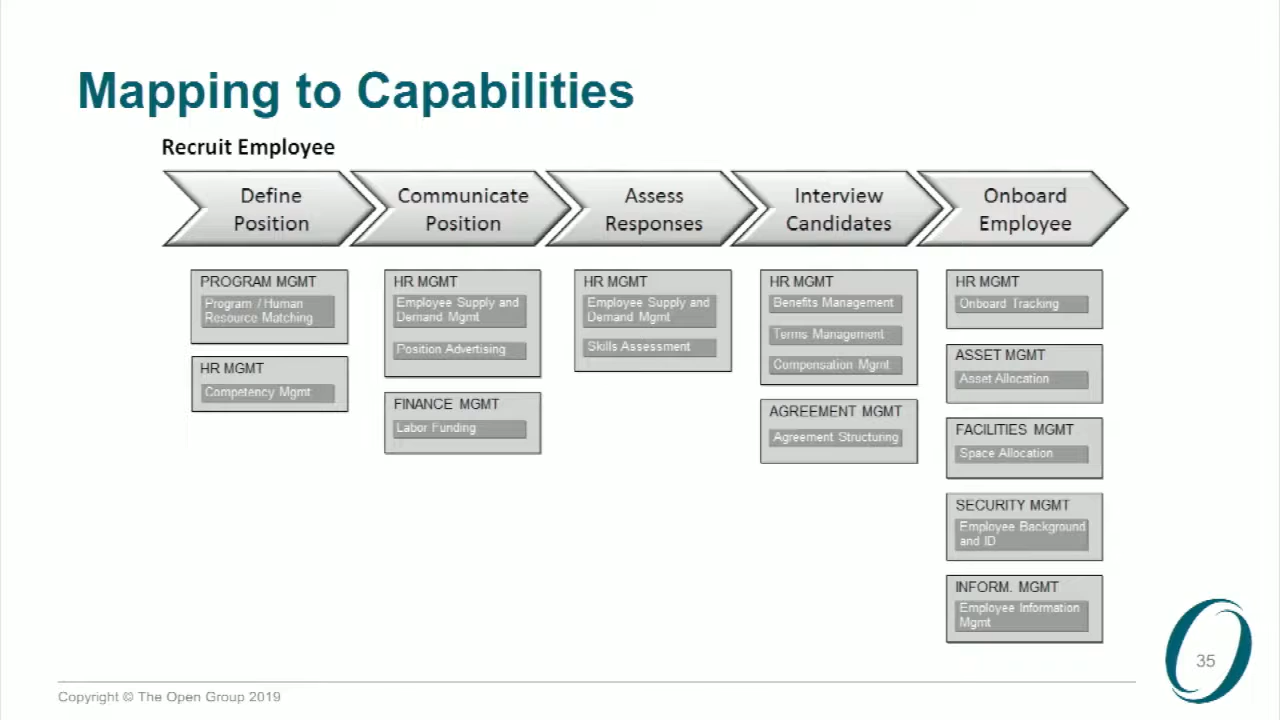 Mapping to Capabilities
Recruit Employee
Define
Position
Communicate
Position
Assess
Responses
Interview
Candidates
Onboard
Employee
PROGRAM MGMT
Program / Human
Resource Matching
HR MGMT
Competency Mgmt
HR MGMT
Employee Supply and
Demand Mgmt
Position Advertising
FINANCE MGMT
Labor Funding
HR MGMT
Employee Supply and
Demand Mgmt
Skills Assessment
HR MGMT
Benefits Management
Terms Management
Compensation Mgmt
AGREEMENT MGMT
Agreement Structuring
HR MGMT
Onboard Tracking
ASSET MGMT
Asset Allocation
FACILITIES MGMT
Space Allocation
SECURITY MGMT
Employee Background
and ID
INFORM. MGMT
Employee Information
Mgmt
35
Copyright © The Open Group 2019